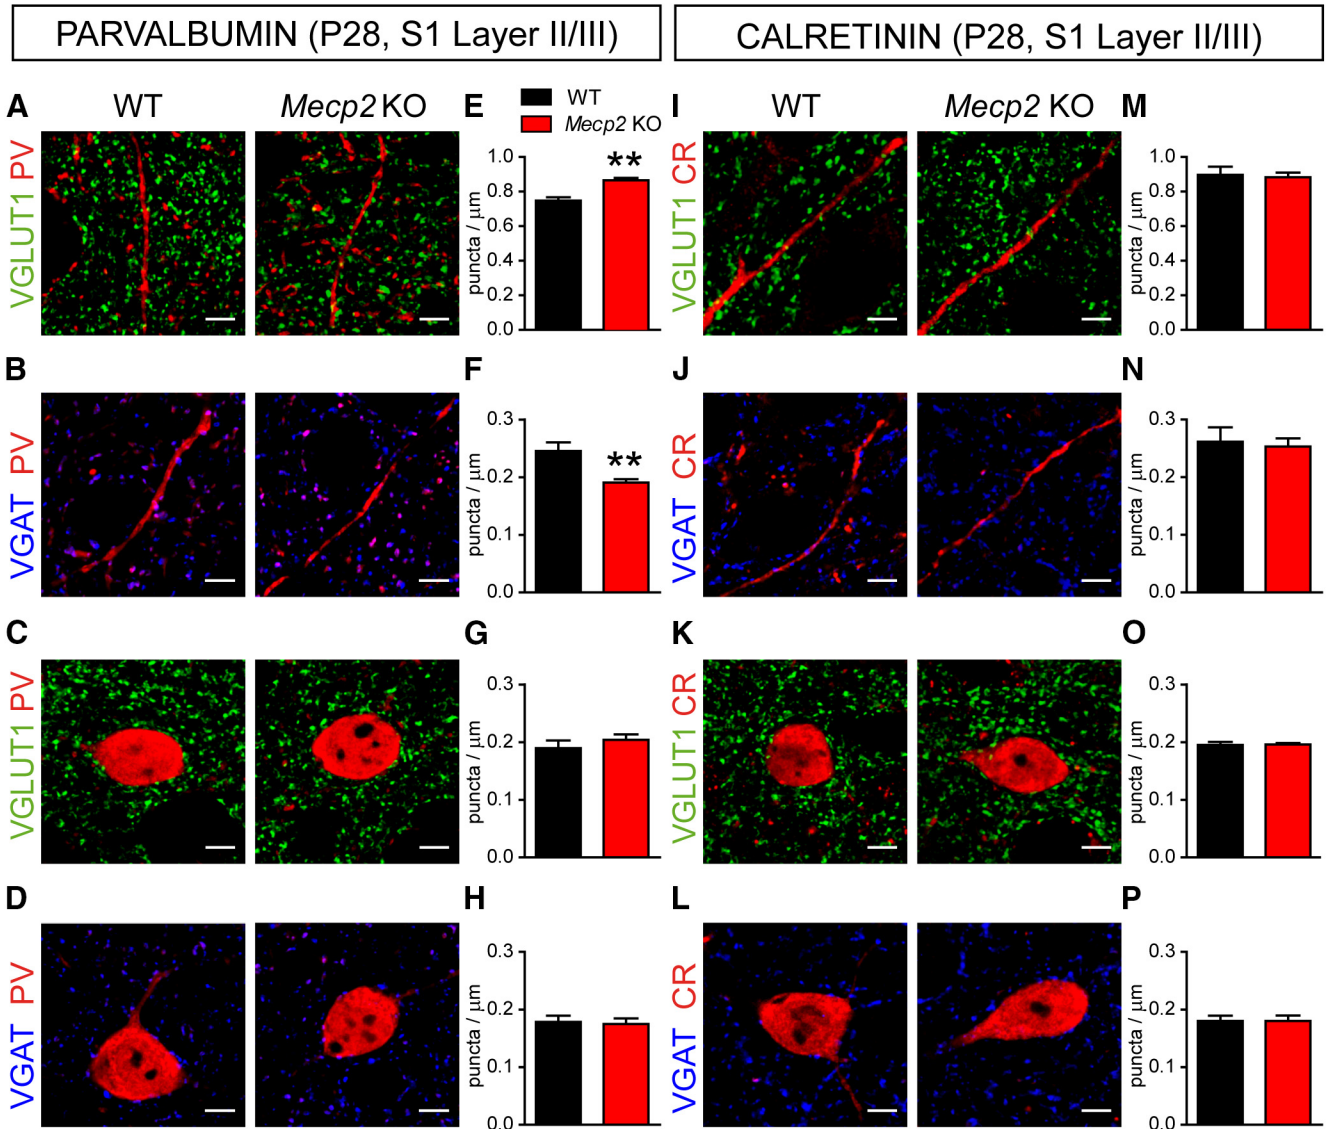 PARVALBUMIN (P28, S1 Layer II/III)
CALRETININ (P28, S1 Layer II/III)
A WT Mecp2 KO
VGLUT1 PV
E WT
Mecp2 KO
**
1.0
0.8
0.6
0.4
0.2
0.0
puncta / µm
I WT Mecp2 KO
VGLUT1 CR
M
1.0
0.8
0.6
0.4
0.2
0.0
puncta / µm
B
VGAT PV
F
**
0.3
0.2
0.1
0.0
puncta / µm
J
VGAT CR
N
0.3
0.2
0.1
0.0
puncta / µm
C
VGLUT1 PV
G
0.3
0.2
0.1
0.0
puncta / µm
K
VGLUT1 CR
O
0.3
0.2
0.1
0.0
puncta / µm
D
VGAT PV
H
0.3
0.2
0.1
0.0
puncta / µm
L
VGAT CR
P
0.3
0.2
0.1
0.0
puncta / µm